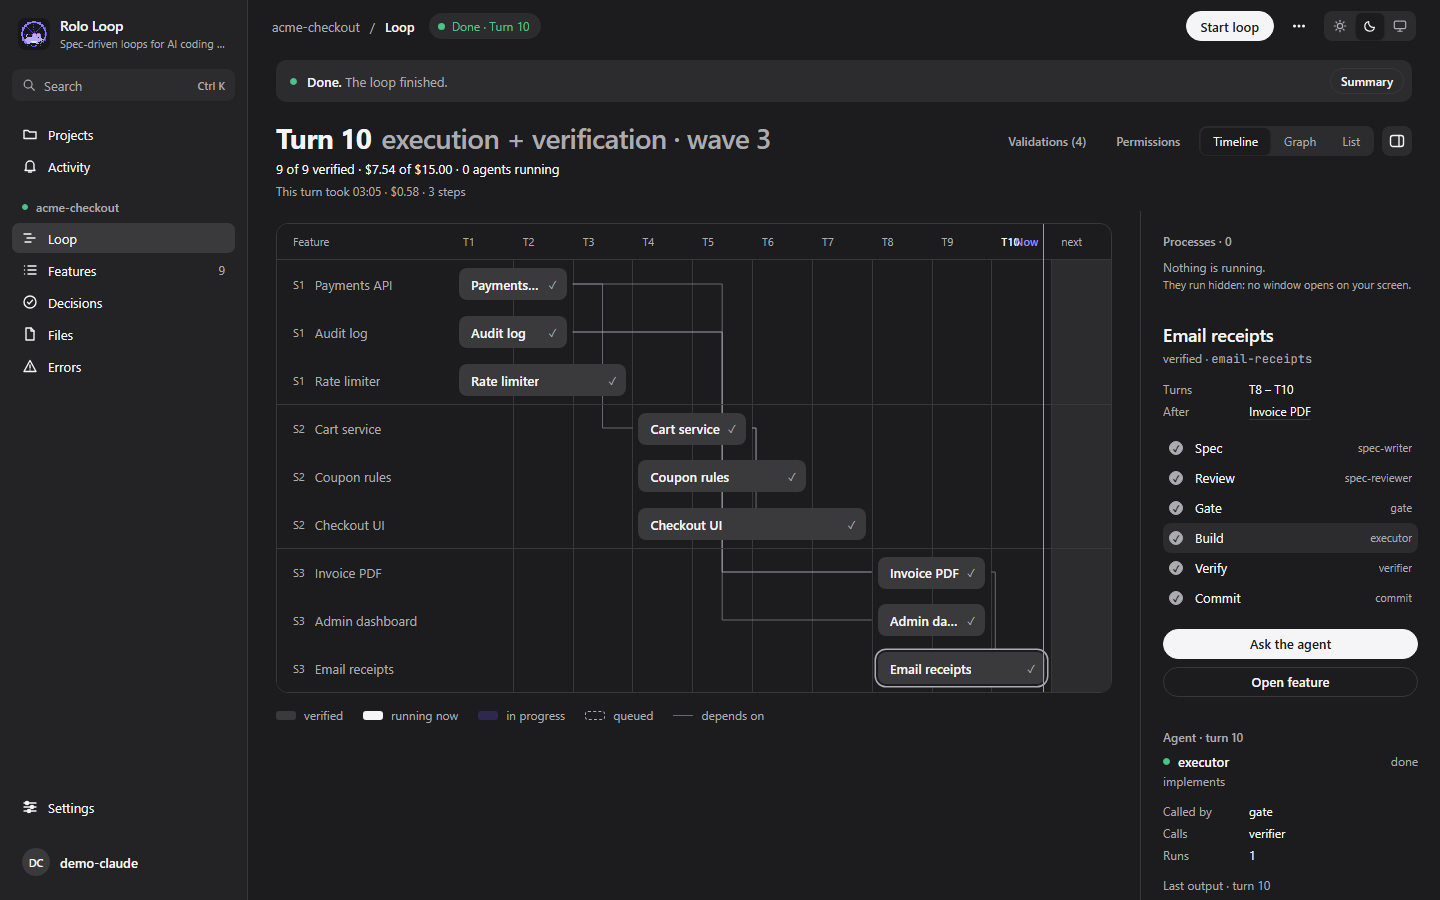 Rolo Loop
Spec-driven loops for AI coding ...
Search
Ctrl K
Projects
Activity
acme-checkout
Loop
Features
9
Decisions
Files
Errors
Settings
DC
demo-claude
acme-checkout / Loop
Done · Turn 10
Start loop
Done. The loop finished.
Summary
Turn 10 execution + verification · wave 3
9 of 9 verified · $7.54 of $15.00 · 0 agents running
This turn took 03:05 · $0.58 · 3 steps
Validations (4)
Permissions
Timeline
Graph
List
Feature T1 T2 T3 T4 T5 T6 T7 T8 T9 T10 Now next
S1 Payments API
Payments...
S1 Audit log
Audit log
S1 Rate limiter
Rate limiter
S2 Cart service
Cart service
S2 Coupon rules
Coupon rules
S2 Checkout UI
Checkout UI
S3 Invoice PDF
Invoice PDF
S3 Admin dashboard
Admin da...
S3 Email receipts
Email receipts
verified
running now
in progress
queued
depends on
Processes · 0
Nothing is running.
They run hidden: no window opens on your screen.
Email receipts
verified · email-receipts
Turns T8 – T10
After Invoice PDF
Spec spec-writer
Review spec-reviewer
Gate gate
Build executor
Verify verifier
Commit commit
Ask the agent
Open feature
Agent · turn 10
executor done
implements
Called by gate
Calls verifier
Runs 1
Last output · turn 10